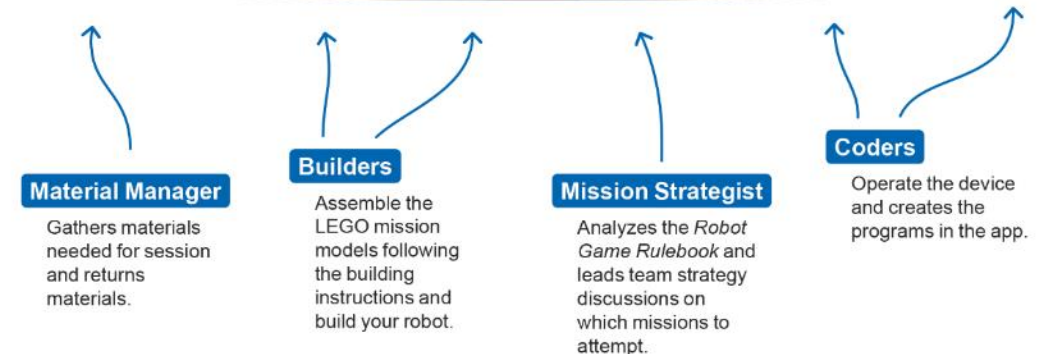 Material Manager
Gathers materials
needed for session
and returns
materials.
Builders
Assemble the
LEGO mission
models following
the building
instructions and
build your robot.
Mission Strategist
Analyzes the Robot
Game Rulebook and
leads team strategy
discussions on
which missions to
attempt.
Coders
Operate the device
and creates the
programs in the app.